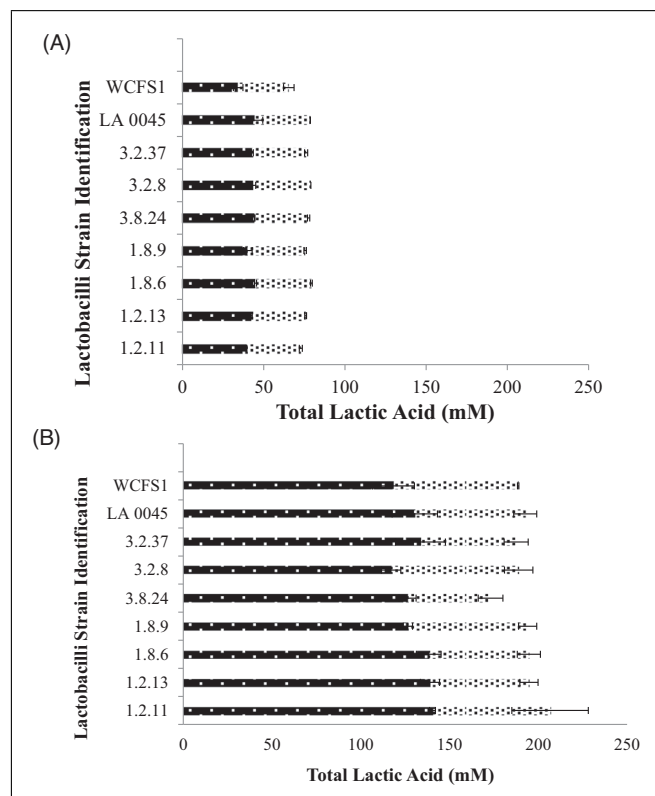 (A)
Lactobacilli Strain Identification
WCFS1
LA 0045
3.2.37
3.2.8
3.8.24
1.8.9
1.8.6
1.2.13
1.2.11
0 50 100 150 200 250
Total Lactic Acid (mM)
(B)
Lactobacilli Strain Identification
WCFS1
LA 0045
3.2.37
3.2.8
3.8.24
1.8.9
1.8.6
1.2.13
1.2.11
0 50 100 150 200 250
Total Lactic Acid (mM)